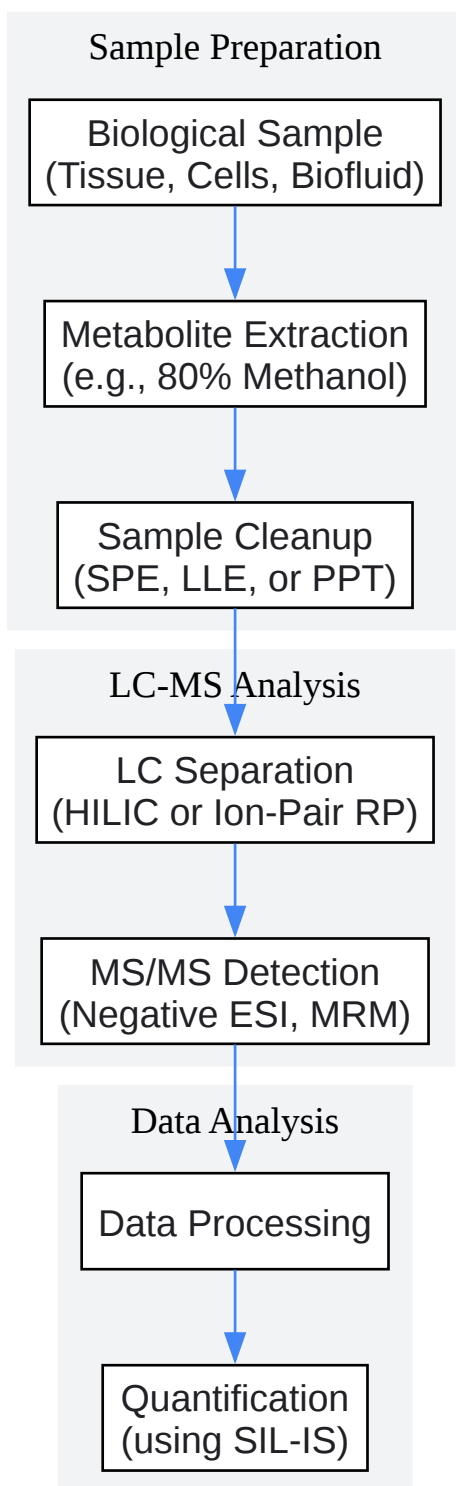 Sample Preparation
Biological Sample
(Tissue, Cells, Biofluid)
Metabolite Extraction
(e.g., 80% Methanol)
Sample Cleanup
(SPE, LLE, or PPT)
LC-MS Analysis
LC Separation
(HILIC or Ion-Pair RP)
MS/MS Detection
(Negative ESI, MRM)
Data Analysis
Data Processing
Quantification
(using SIL-IS)